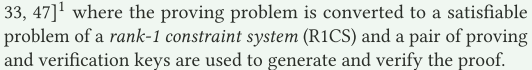 33, 47]¹ where the proving problem is converted to a satisfiable
problem of a rank-1 constraint system (R1CS) and a pair of proving
and verification keys are used to generate and verify the proof.